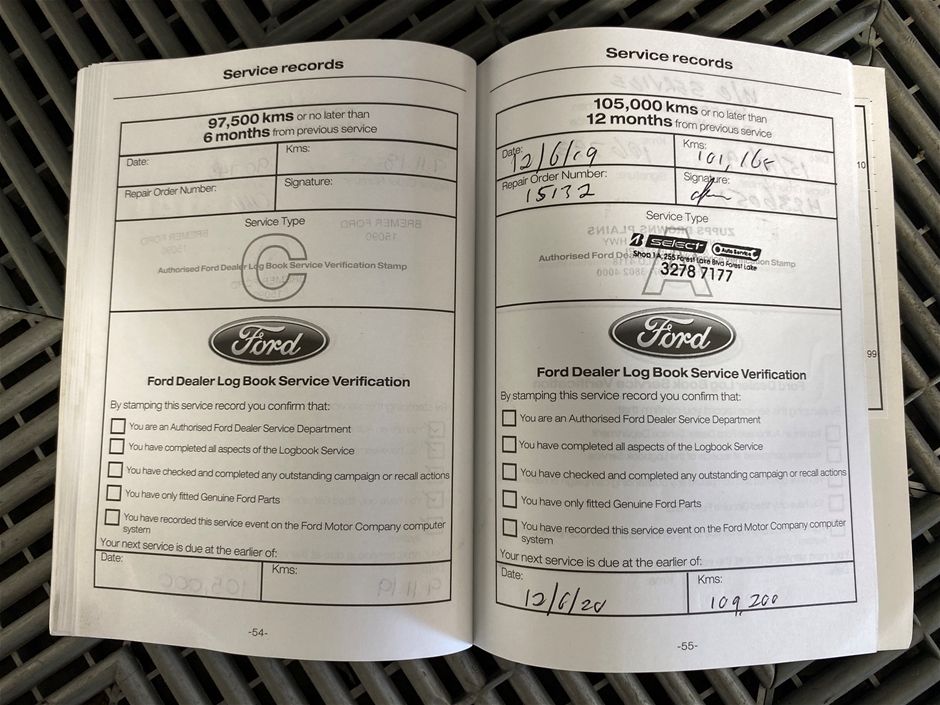 Service records
97,500 kms or no later than
6 months from previous service
Date:
Kms:
Repair Order Number:
Signature:
Service Type
C
Authorised Ford Dealer Log Book Service Verification Stamp
Ford
Ford Dealer Log Book Service Verification
By stamping this service record you confirm that:
You are an Authorised Ford Dealer Service Department
You have completed all aspects of the Logbook Service
You have checked and completed any outstanding campaign or recall actions
You have only fitted Genuine Ford Parts
You have recorded this service event on the Ford Motor Company computer
system
Your next service is due at the earlier of:
Date:
Kms:
-54-
Service records
105,000 kms or no later than
12 months from previous service
Date: 12/6/19
Kms: 101,168
Repair Order Number:
15132
Signature:
Service Type
A
select Auto Service
Shop 1A, 255 Forest Lake Blvd Forest Lake
3278 7177
Authorised Ford Dealer Log Book Service Verification Stamp
Ford
Ford Dealer Log Book Service Verification
By stamping this service record you confirm that:
You are an Authorised Ford Dealer Service Department
You have completed all aspects of the Logbook Service
You have checked and completed any outstanding campaign or recall actions
You have only fitted Genuine Ford Parts
You have recorded this service event on the Ford Motor Company computer
system
Your next service is due at the earlier of:
Date: 12/6/20
Kms: 109,200
-55-
10
99